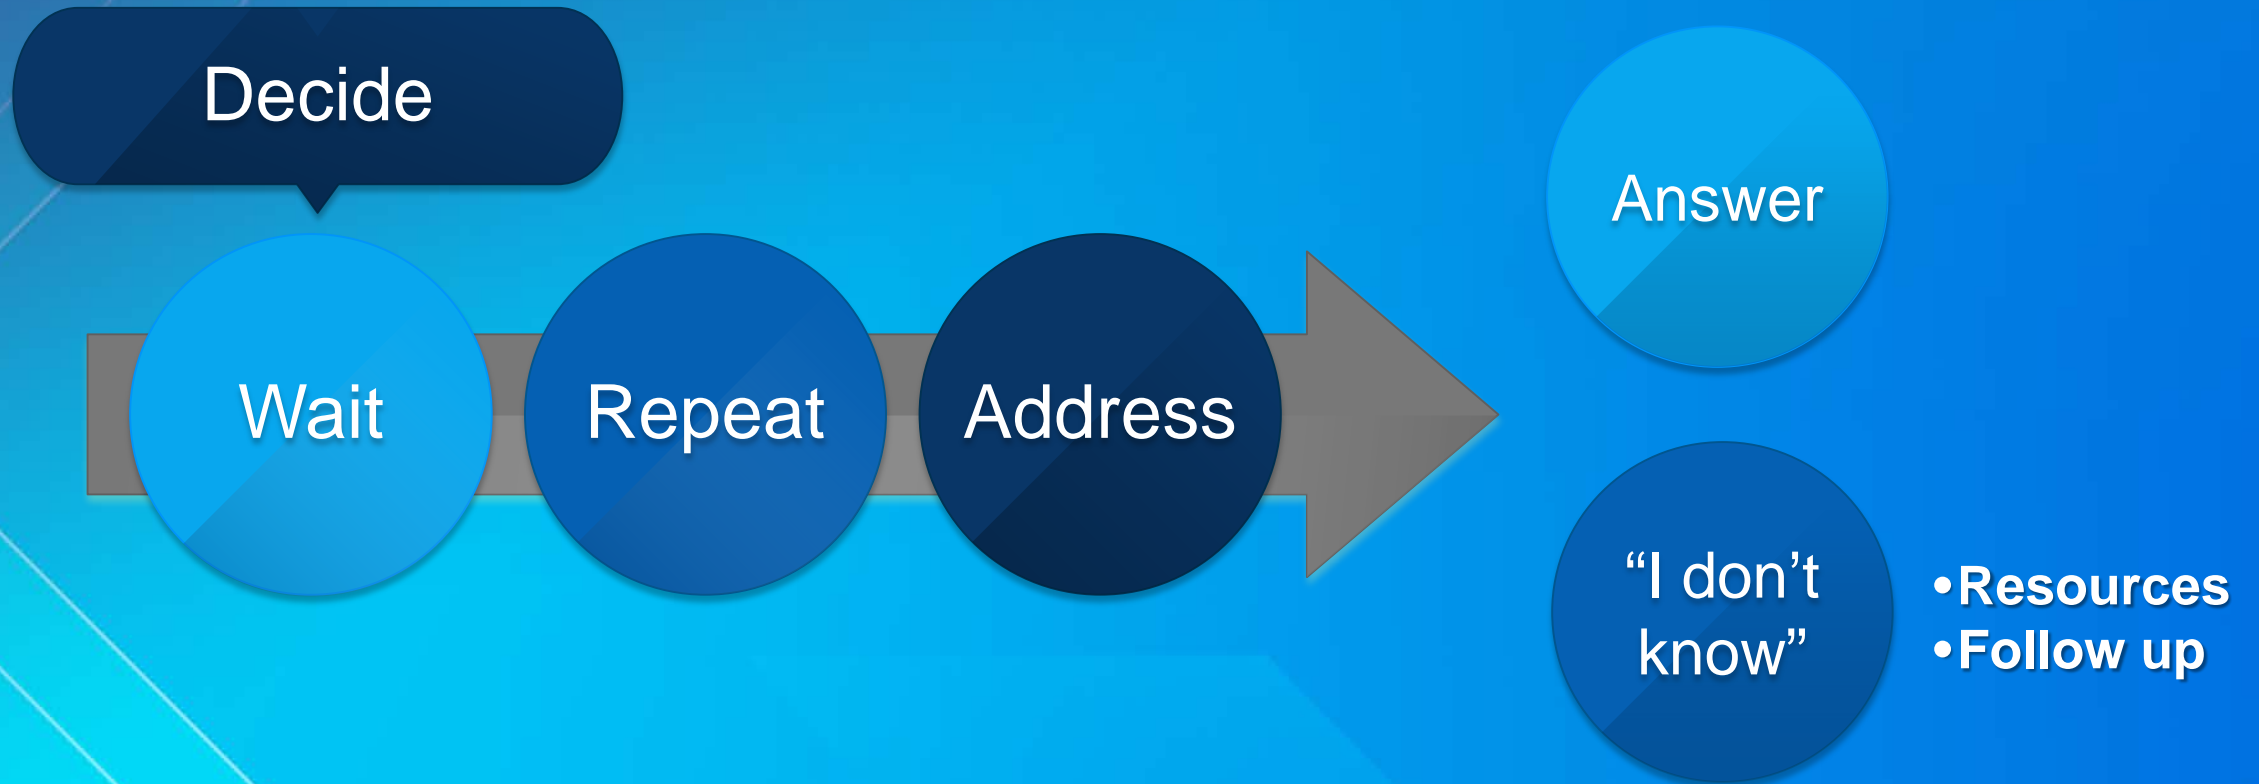 Decide
Wait
Repeat
Address
Answer
“I don’t
know”
•Resources
•Follow up